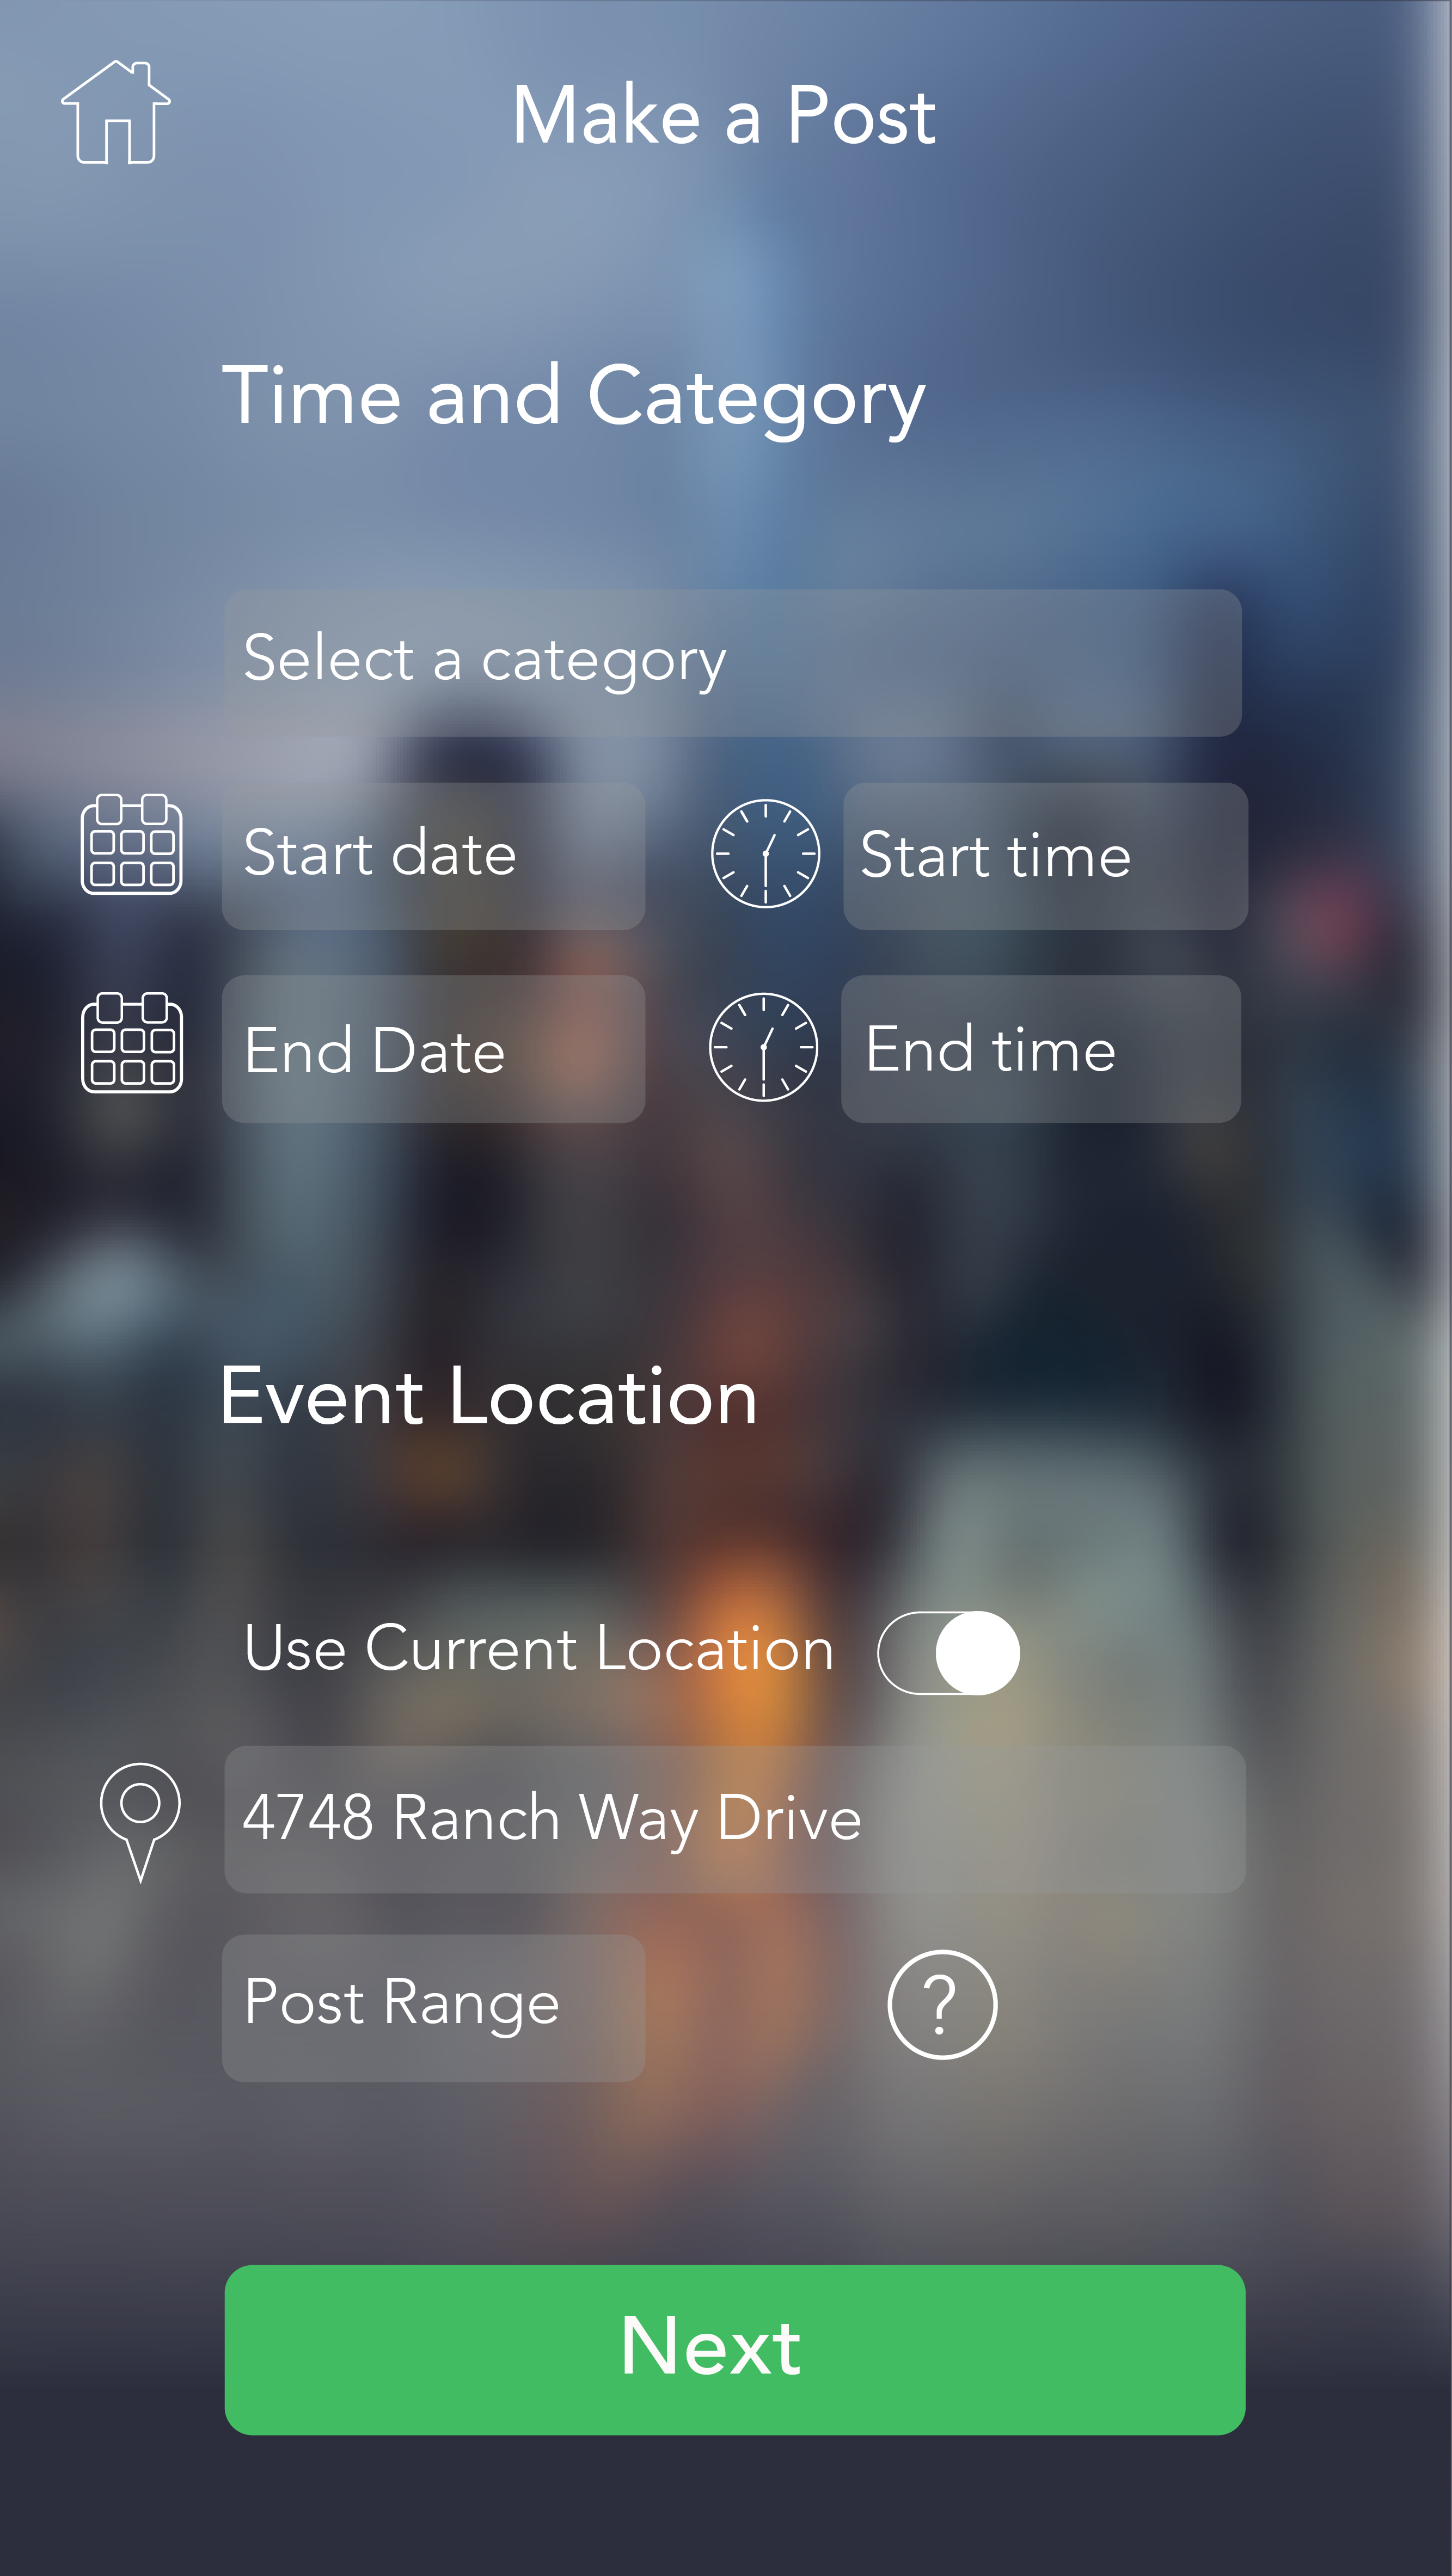 Make a Post
Time and Category
Select a category
Start date
Start time
End Date
End time
Event Location
Use Current Location
4748 Ranch Way Drive
Post Range
?
Next